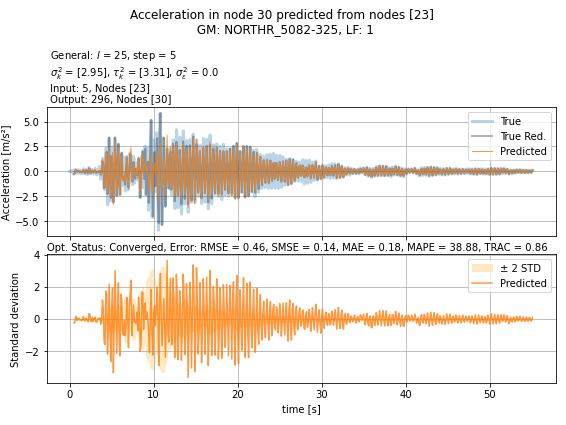 Acceleration in node 30 predicted from nodes [23]
GM: NORTHR_5082-325, LF: 1
General: l = 25, step = 5
σ²ₖ = [2.95], τ²ₖ = [3.31], σ²ε = 0.0
Input: 5, Nodes [23]
Output: 296, Nodes [30]
Acceleration [m/s²]
5.0
2.5
0.0
−2.5
−5.0
True
True Red.
Predicted
Opt. Status: Converged, Error: RMSE = 0.46, SMSE = 0.14, MAE = 0.18, MAPE = 38.88, TRAC = 0.86
Standard deviation
4
2
0
−2
± 2 STD
Predicted
0 10 20 30 40 50
time [s]